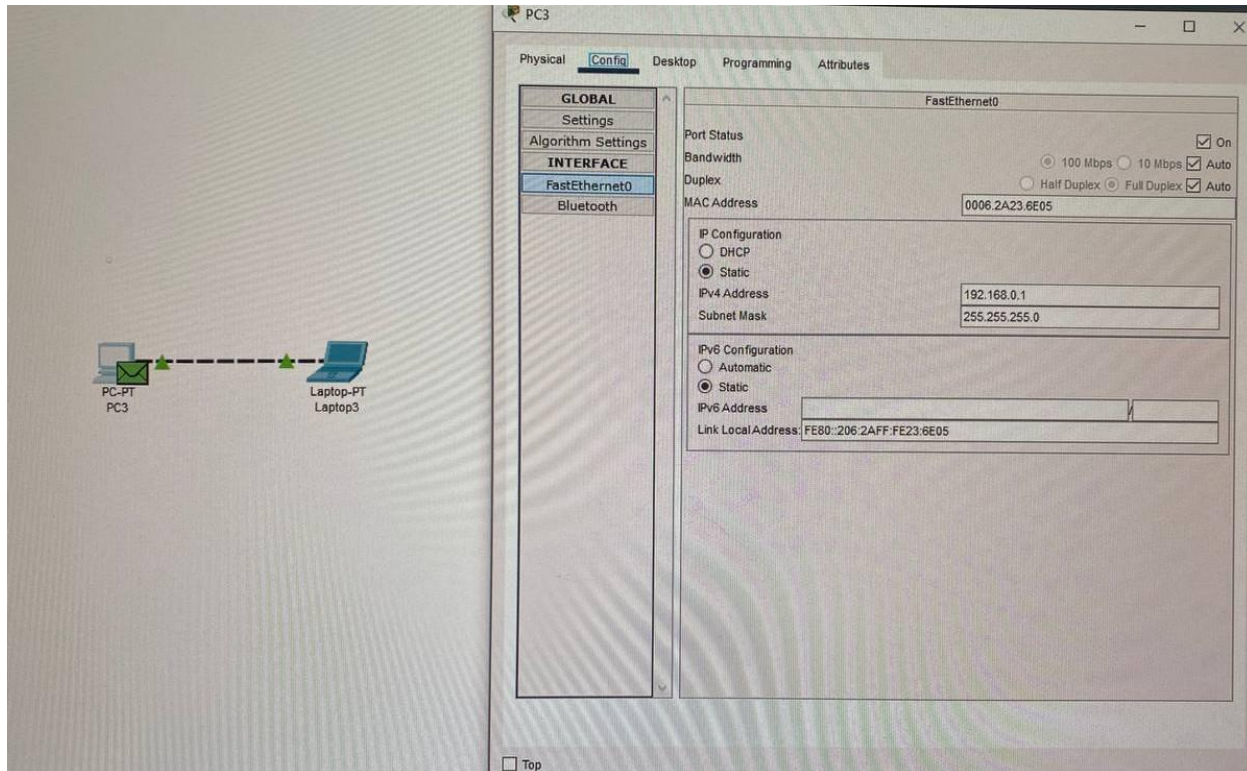 PC3
Physical Config Desktop Programming Attributes
GLOBAL
Settings
Algorithm Settings
INTERFACE
FastEthernet0
Bluetooth
FastEthernet0
Port Status On
Bandwidth 100 Mbps 10 Mbps Auto
Duplex Half Duplex Full Duplex Auto
MAC Address 0006.2A23.6E05
IP Configuration
DHCP
Static
IPv4 Address 192.168.0.1
Subnet Mask 255.255.255.0
IPv6 Configuration
Automatic
Static
IPv6 Address /
Link Local Address: FE80::206:2AFF:FE23:6E05
Top
PC-PT
PC3
Laptop-PT
Laptop3